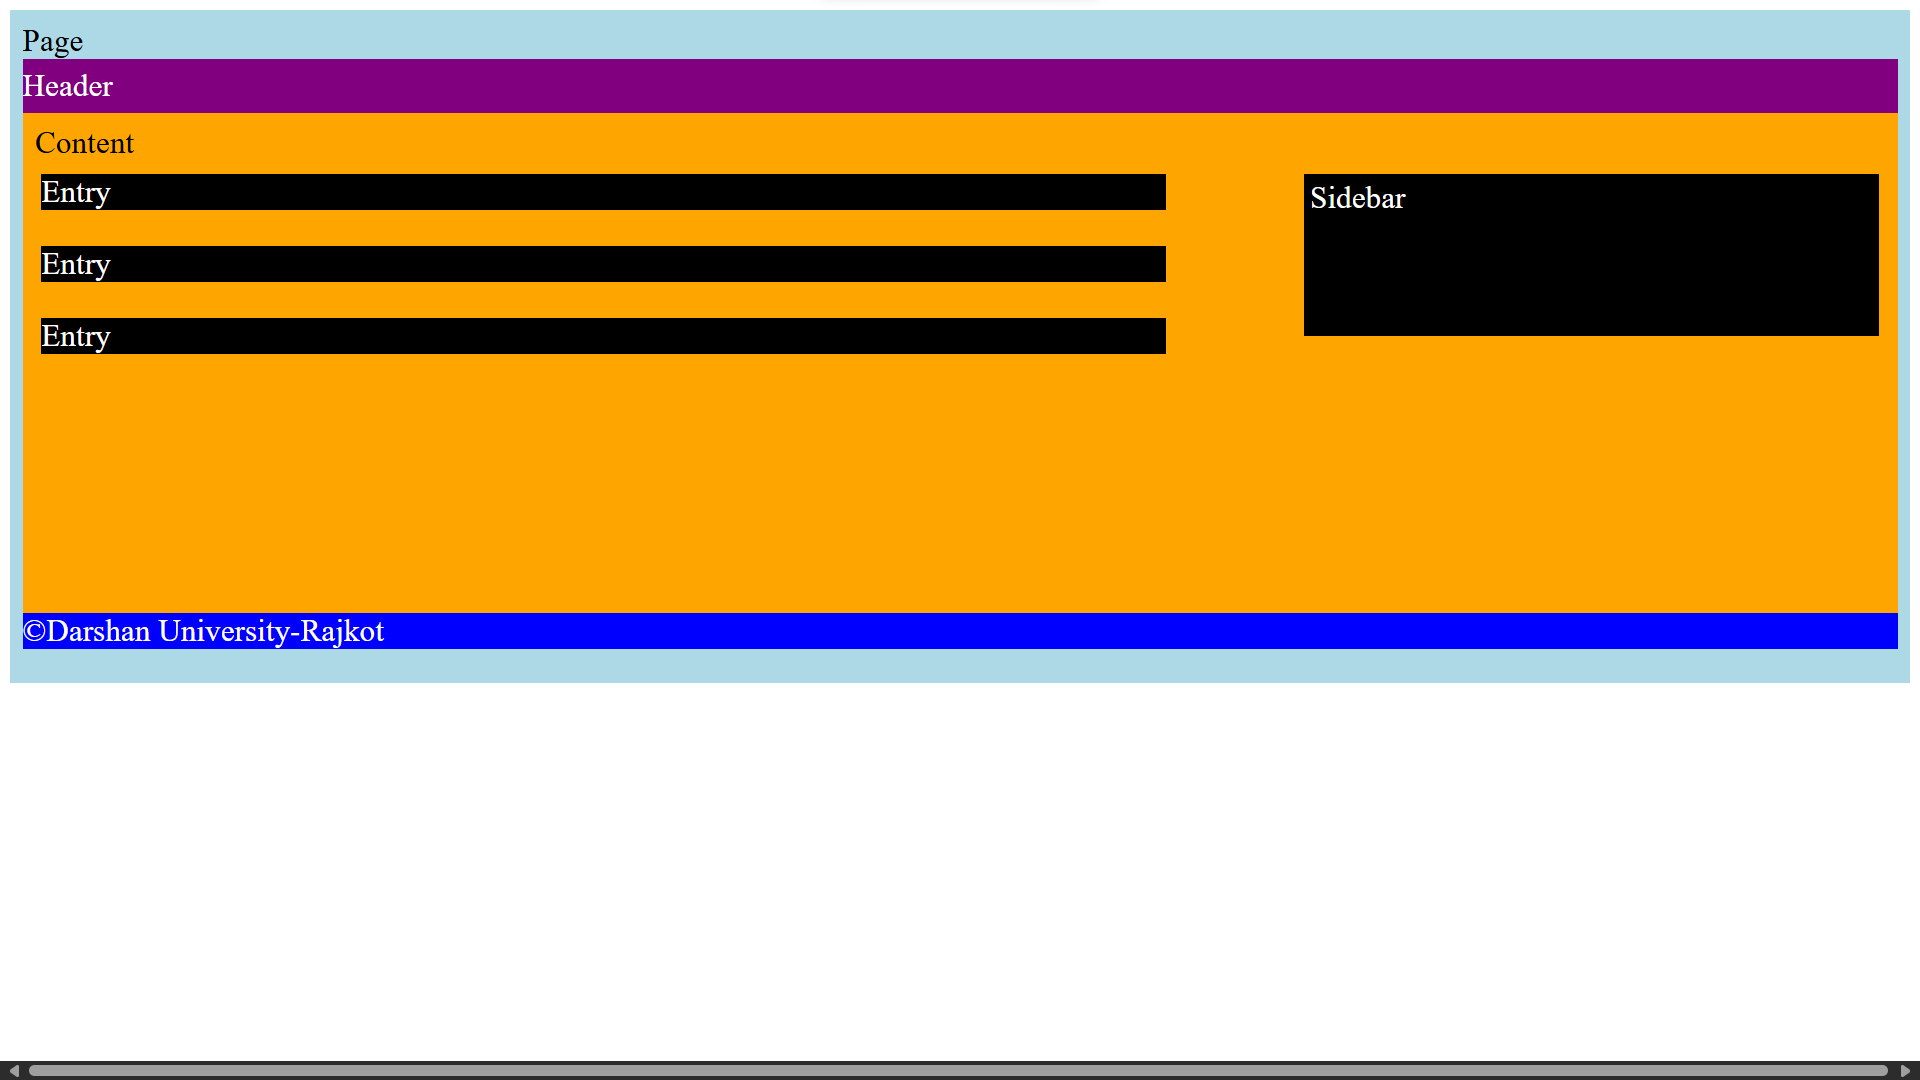 Page
Header
Content
Entry
Sidebar
Entry
Entry
©Darshan University-Rajkot